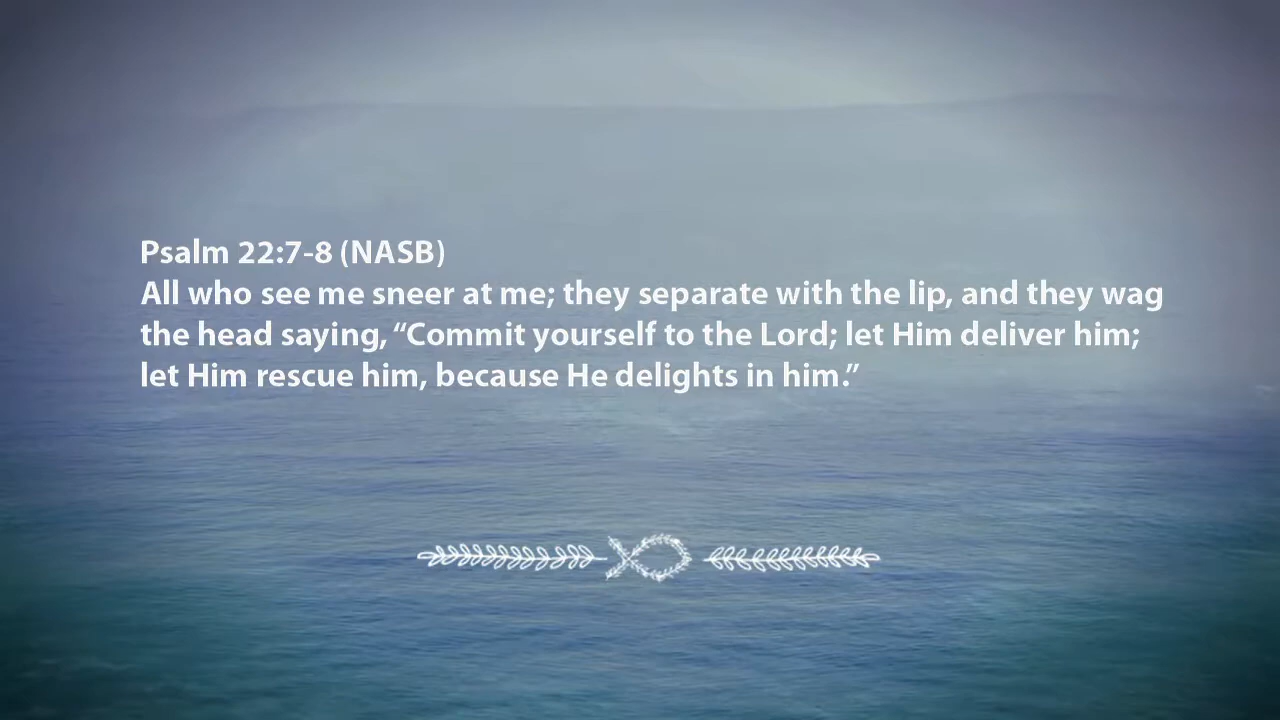 Psalm 22:7-8 (NASB)
All who see me sneer at me; they separate with the lip, and they wag
the head saying, “Commit yourself to the Lord; let Him deliver him;
let Him rescue him, because He delights in him.”